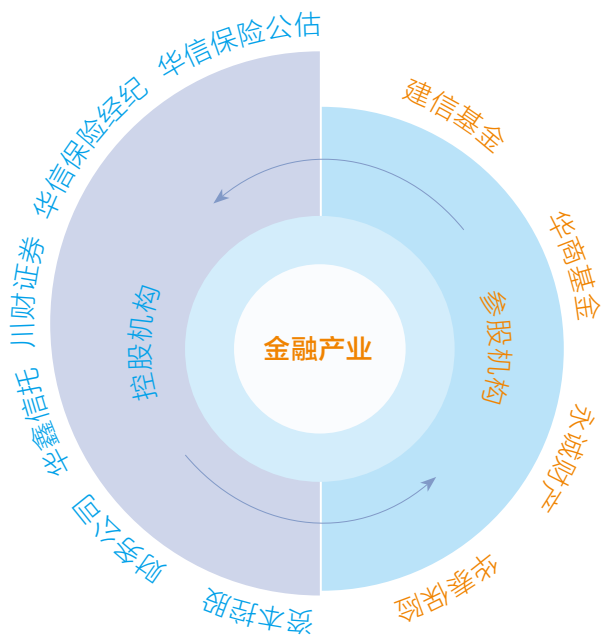 华信保险公估
华信保险经纪
川财证券
华鑫信托
财务公司
资本控股
控股机构
金融产业
参股机构
建信基金
华商基金
永诚财产
华泰保险